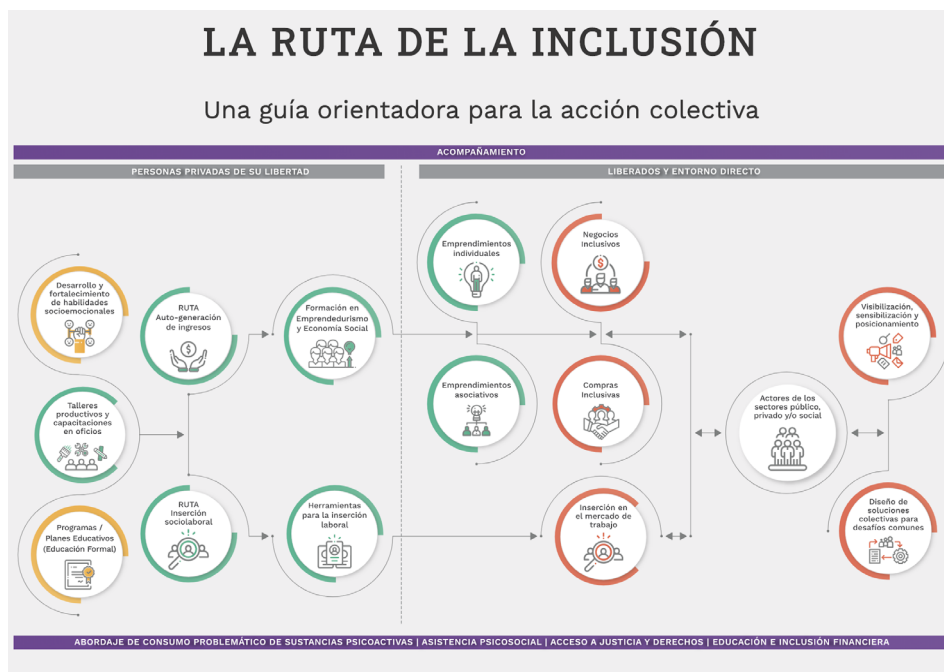 LA RUTA DE LA INCLUSIÓN
Una guía orientadora para la acción colectiva
ACOMPAÑAMIENTO
PERSONAS PRIVADAS DE SU LIBERTAD
LIBERADOS Y ENTORNO DIRECTO
Desarrollo y
fortalecimiento
de habilidades
socioemocionales
RUTA
Auto-generación
de ingresos
Formación en
Emprendedurismo
y Economía Social
Talleres
productivos y
capacitaciones
en oficios
Programas /
Planes Educativos
(Educación Formal)
RUTA
Inserción
sociolaboral
Herramientas
para la inserción
laboral
Emprendimientos
individuales
Negocios
Inclusivos
Emprendimientos
asociativos
Compras
Inclusivas
Inserción en
el mercado de
trabajo
Actores de los
sectores público,
privado y/o social
Visibilización,
sensibilización y
posicionamiento
Diseño de
soluciones
colectivas para
desafíos comunes
ABORDAJE DE CONSUMO PROBLEMÁTICO DE SUSTANCIAS PSICOACTIVAS | ASISTENCIA PSICOSOCIAL | ACCESO A JUSTICIA Y DERECHOS | EDUCACIÓN E INCLUSIÓN FINANCIERA